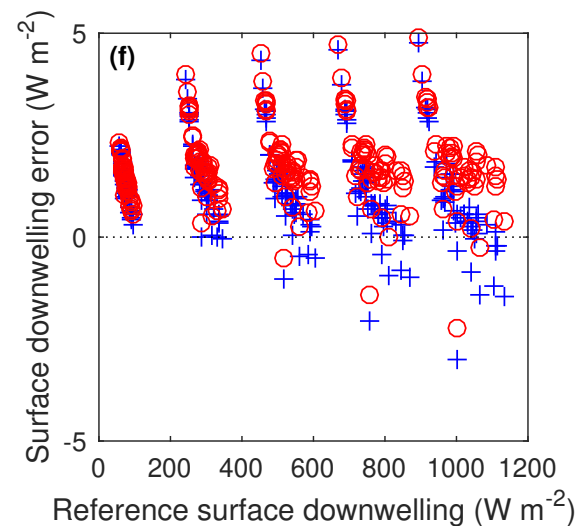 (f)
Surface downwelling error (W m⁻²)
5
0
-5
0 200 400 600 800 1000 1200
Reference surface downwelling (W m⁻²)